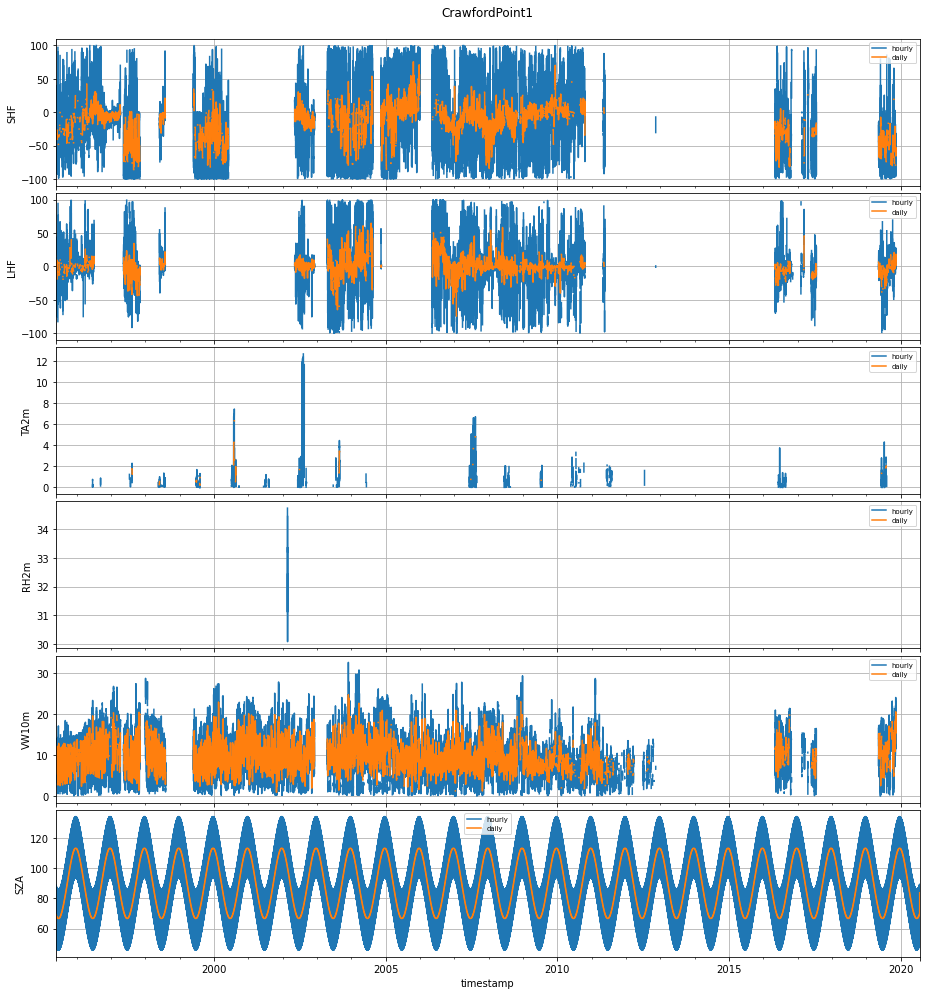 CrawfordPoint1
SHF
100
50
0
−50
−100
hourly
daily
LHF
100
50
0
−50
−100
hourly
daily
TA2m
12
10
8
6
4
2
0
hourly
daily
RH2m
34
33
32
31
30
hourly
daily
VW10m
30
20
10
0
hourly
daily
SZA
120
100
80
60
hourly
daily
2000 2005 2010 2015 2020
timestamp